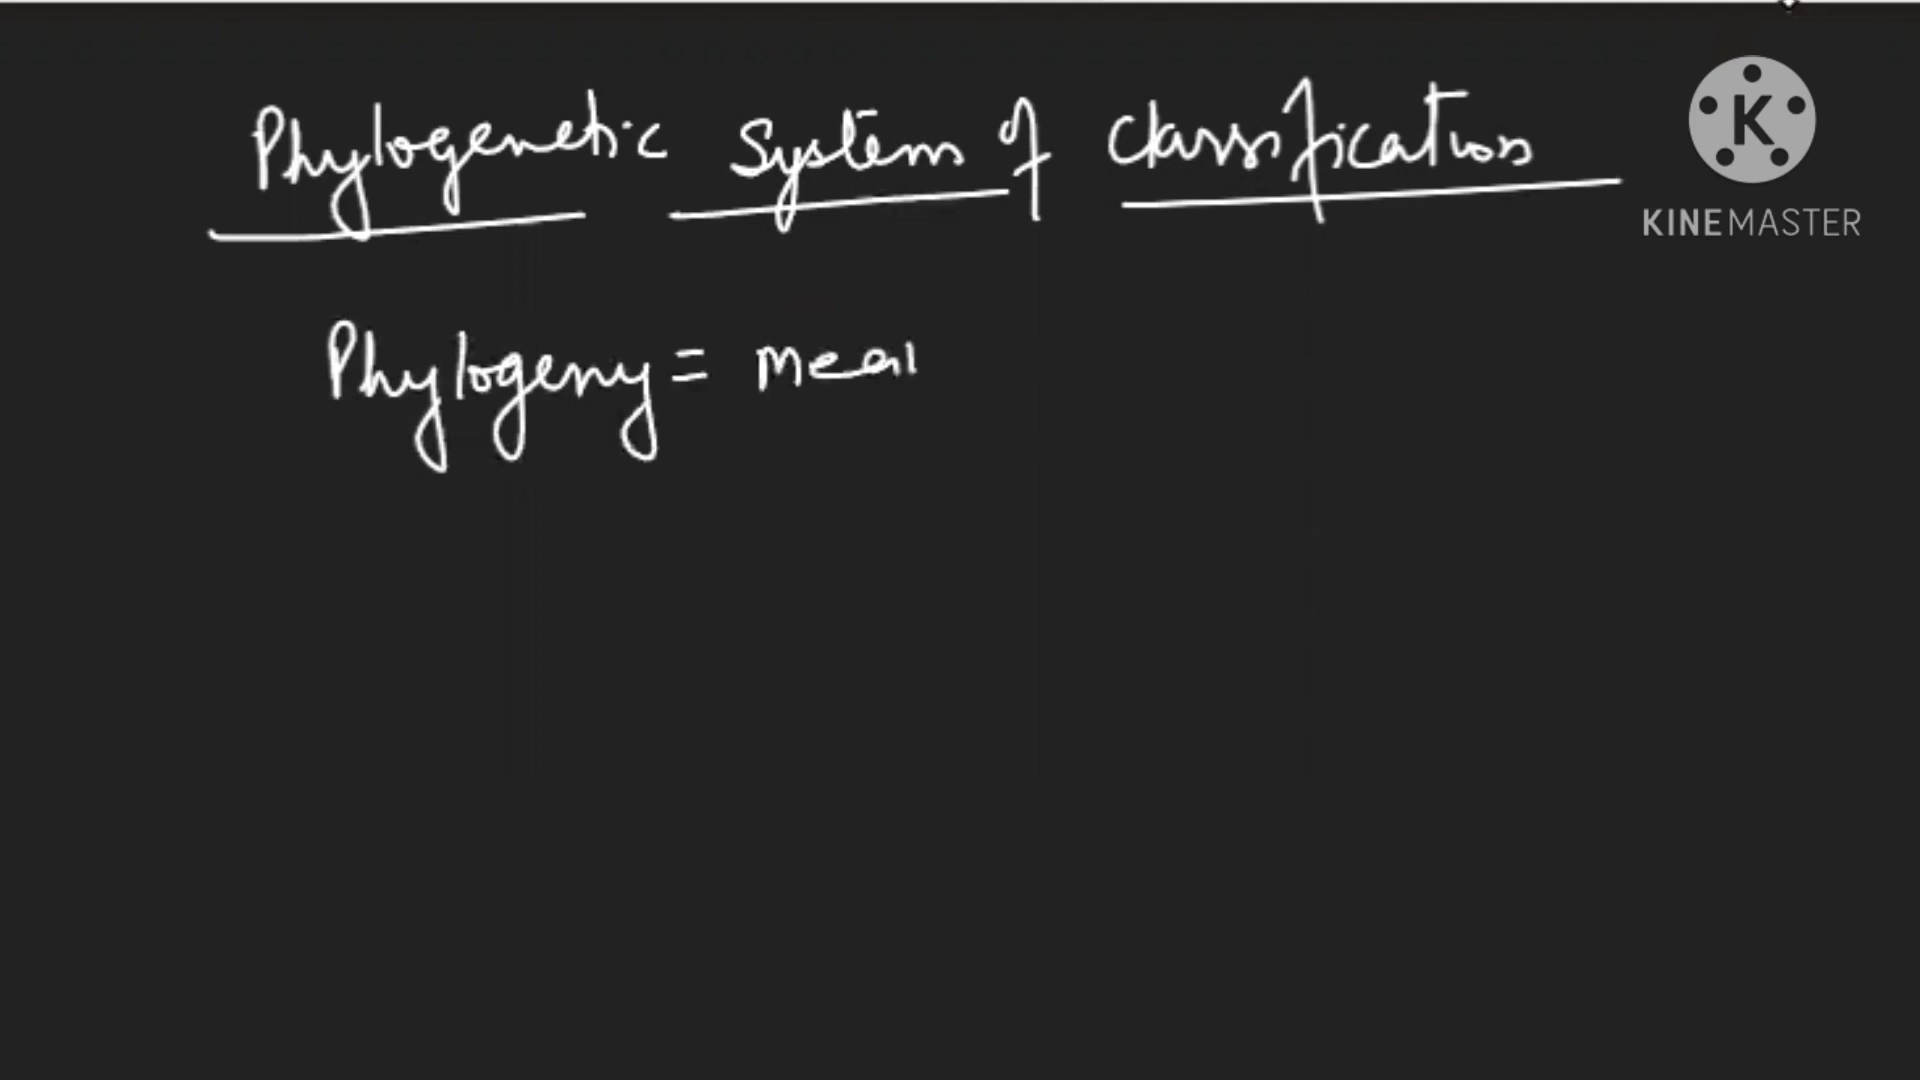 Phylogenetic System of Classification
K
KINEMASTER
Phylogeny = mean